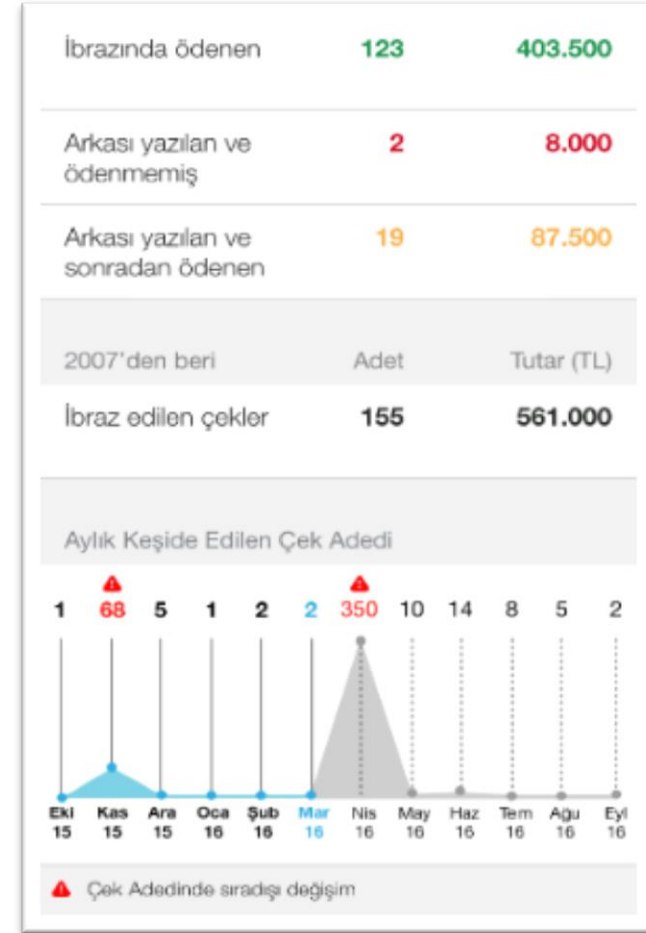 İbrazında ödenen 123 403.500
Arkası yazılan ve ödenmemiş 2 8.000
Arkası yazılan ve sonradan ödenen 19 87.500
2007'den beri Adet Tutar (TL)
İbraz edilen çekler 155 561.000
Aylık Keşide Edilen Çek Adedi
1 68 5 1 2 2 350 10 14 8 5 2
Eki Kas Ara Oca Şub Mar Nis May Haz Tem Ağu Eyl
15 15 15 16 16 16 16 16 16 16 16 16
Çek Adedinde sıradışı değişim